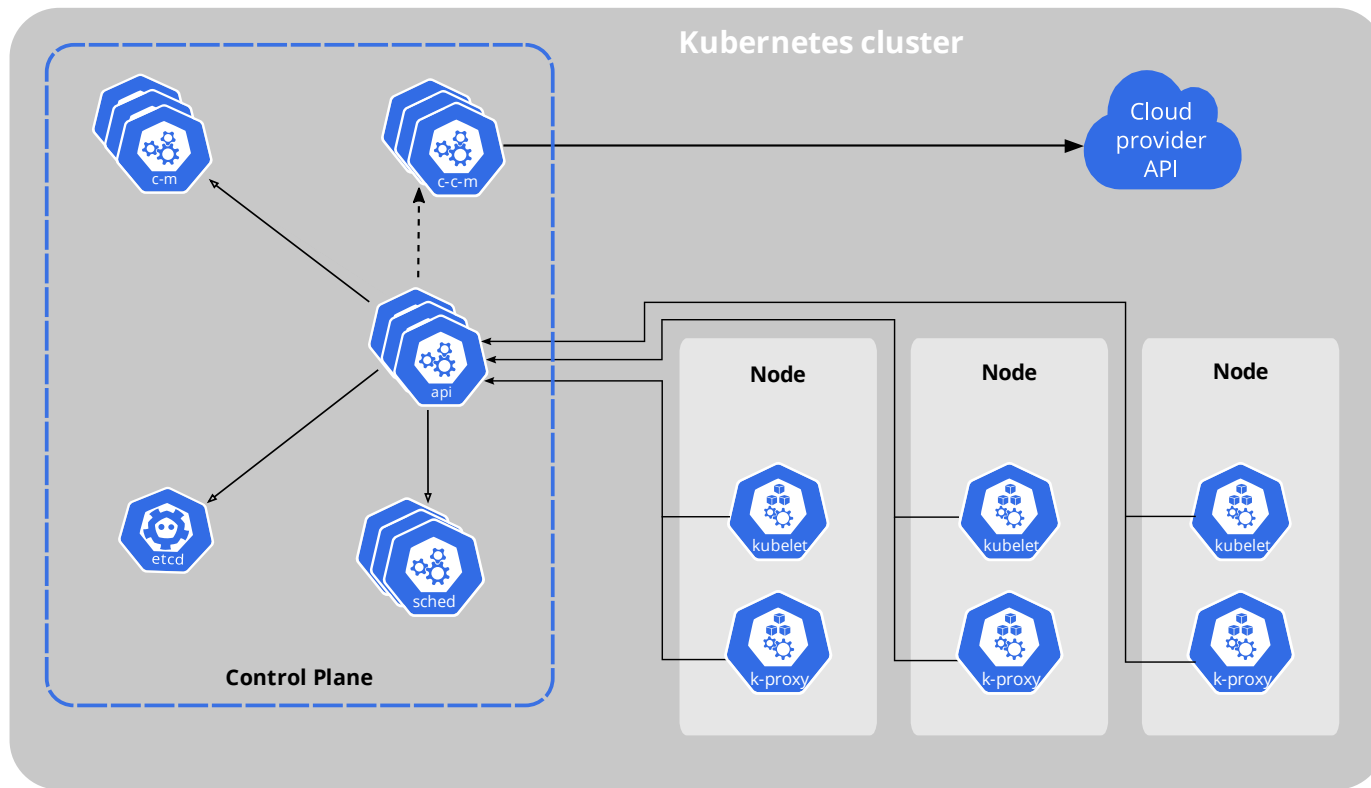 Kubernetes cluster
c-m
c-c-m
Cloud
provider
API
api
etcd
sched
Control Plane
Node
kubelet
k-proxy
Node
kubelet
k-proxy
Node
kubelet
k-proxy